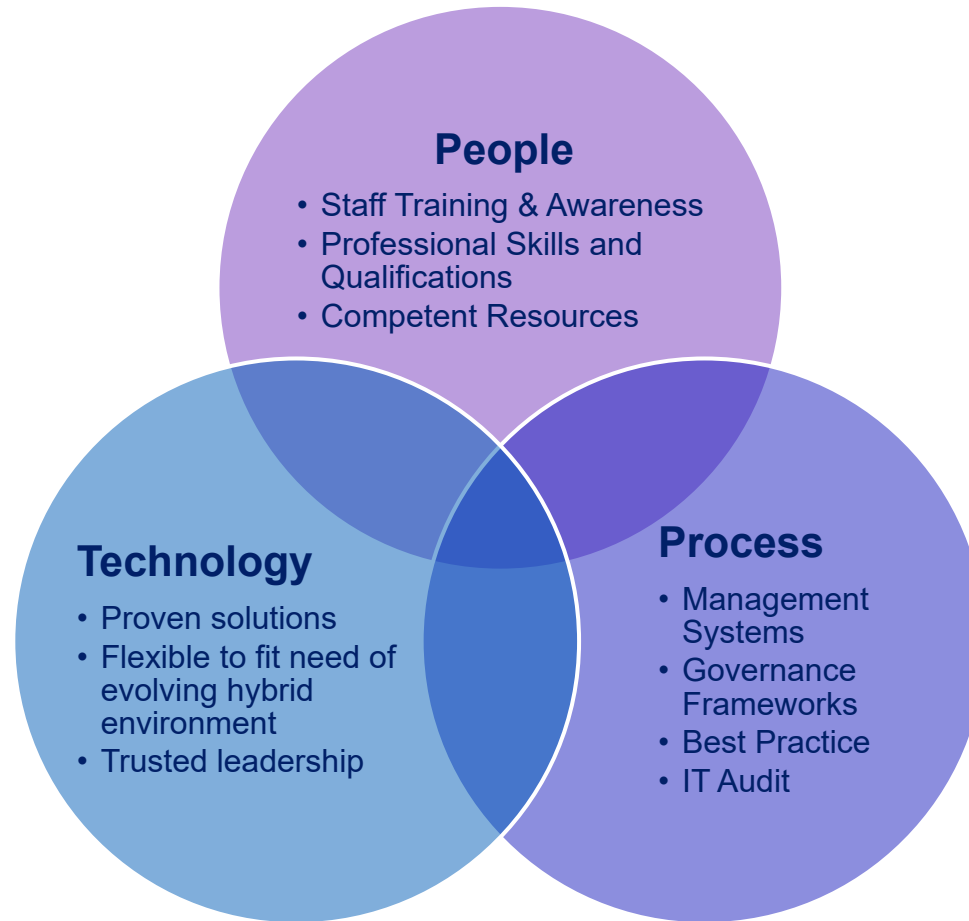 People
• Staff Training & Awareness
• Professional Skills and
Qualifications
• Competent Resources
Technology
• Proven solutions
• Flexible to fit need of
evolving hybrid
environment
• Trusted leadership
Process
• Management
Systems
• Governance
Frameworks
• Best Practice
• IT Audit